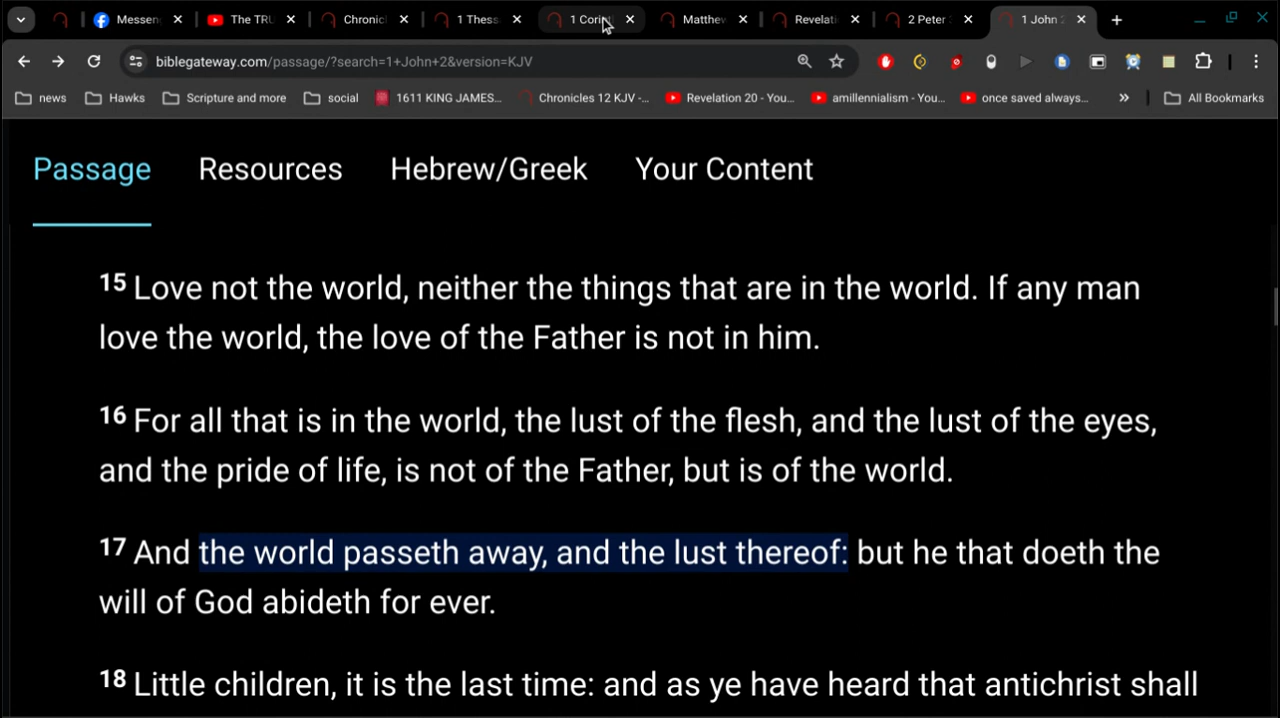 Messen
The TRU
Chronicl
1 Thess
1 Corint
Matthew
Revelati
2 Peter
1 John 2
biblegateway.com/passage/?search=1+John+2&version=KJV
news
Hawks
Scripture and more
social
1611 KING JAMES...
Chronicles 12 KJV -...
Revelation 20 - You...
amillennialism - You...
once saved always...
All Bookmarks
Passage
Resources
Hebrew/Greek
Your Content
15 Love not the world, neither the things that are in the world. If any man
love the world, the love of the Father is not in him.
16 For all that is in the world, the lust of the flesh, and the lust of the eyes,
and the pride of life, is not of the Father, but is of the world.
17 And the world passeth away, and the lust thereof: but he that doeth the
will of God abideth for ever.
18 Little children, it is the last time: and as ye have heard that antichrist shall